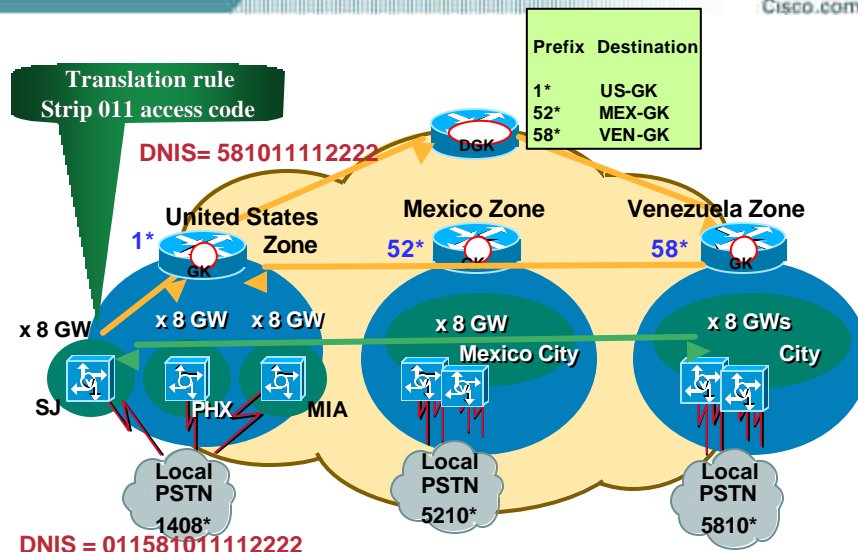 Cisco.com
Prefix Destination
1* US-GK
52* MEX-GK
58* VEN-GK
Translation rule
Strip 011 access code
DNIS= 581011112222
DGK
United States
Zone
Mexico Zone
Venezuela Zone
1*
52*
58*
GK
GK
GK
x 8 GW
x 8 GW
x 8 GW
x 8 GW
x 8 GWs
Mexico City
City
SJ
PHX
MIA
Local
PSTN
1408*
Local
PSTN
5210*
Local
PSTN
5810*
DNIS = 011581011112222